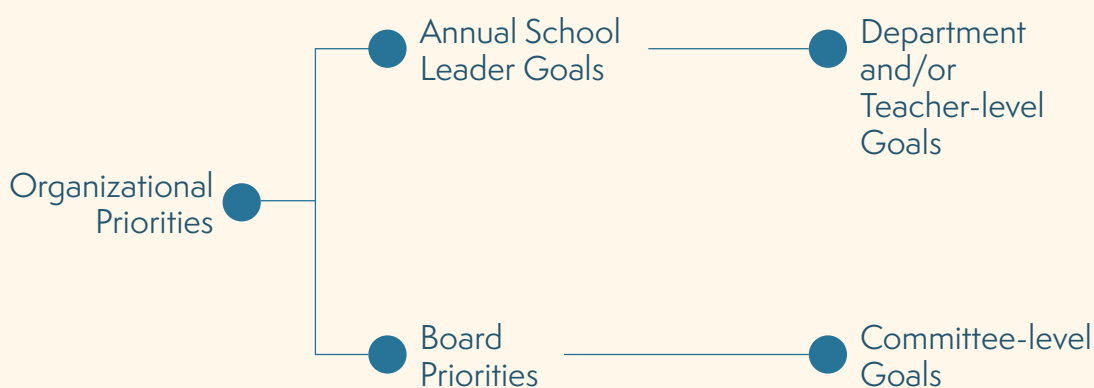 Annual School
Leader Goals
Department
and/or
Teacher-level
Goals
Organizational
Priorities
Board
Priorities
Committee-level
Goals